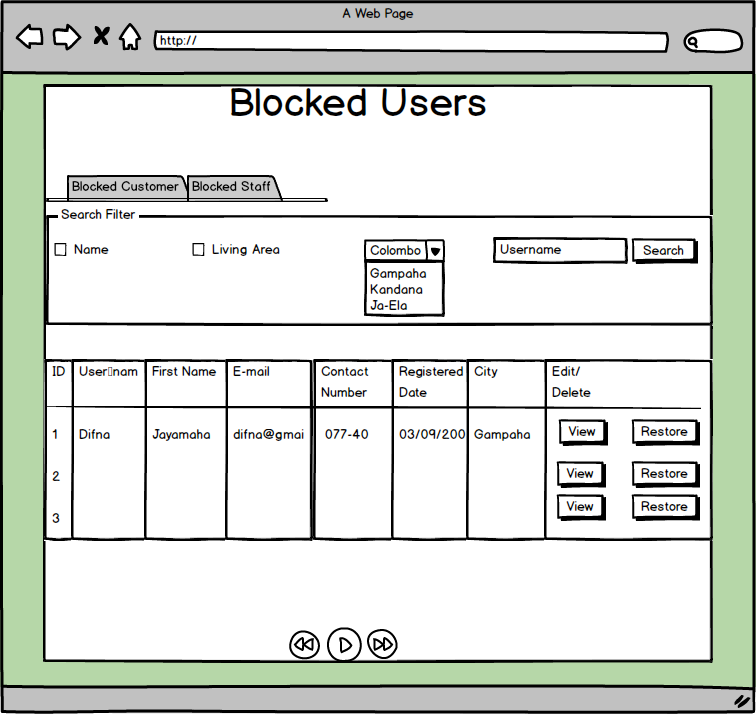 A Web Page
http://
Blocked Users
Blocked Customer Blocked Staff
Search Filter
Name Living Area Colombo Username Search
Gampaha
Kandana
Ja-Ela
ID User▯nam First Name E-mail Contact Registered City Edit/
Number Date Delete
1 Difna Jayamaha difna@gmai 077-40 03/09/200 Gampaha View Restore
2 View Restore
3 View Restore